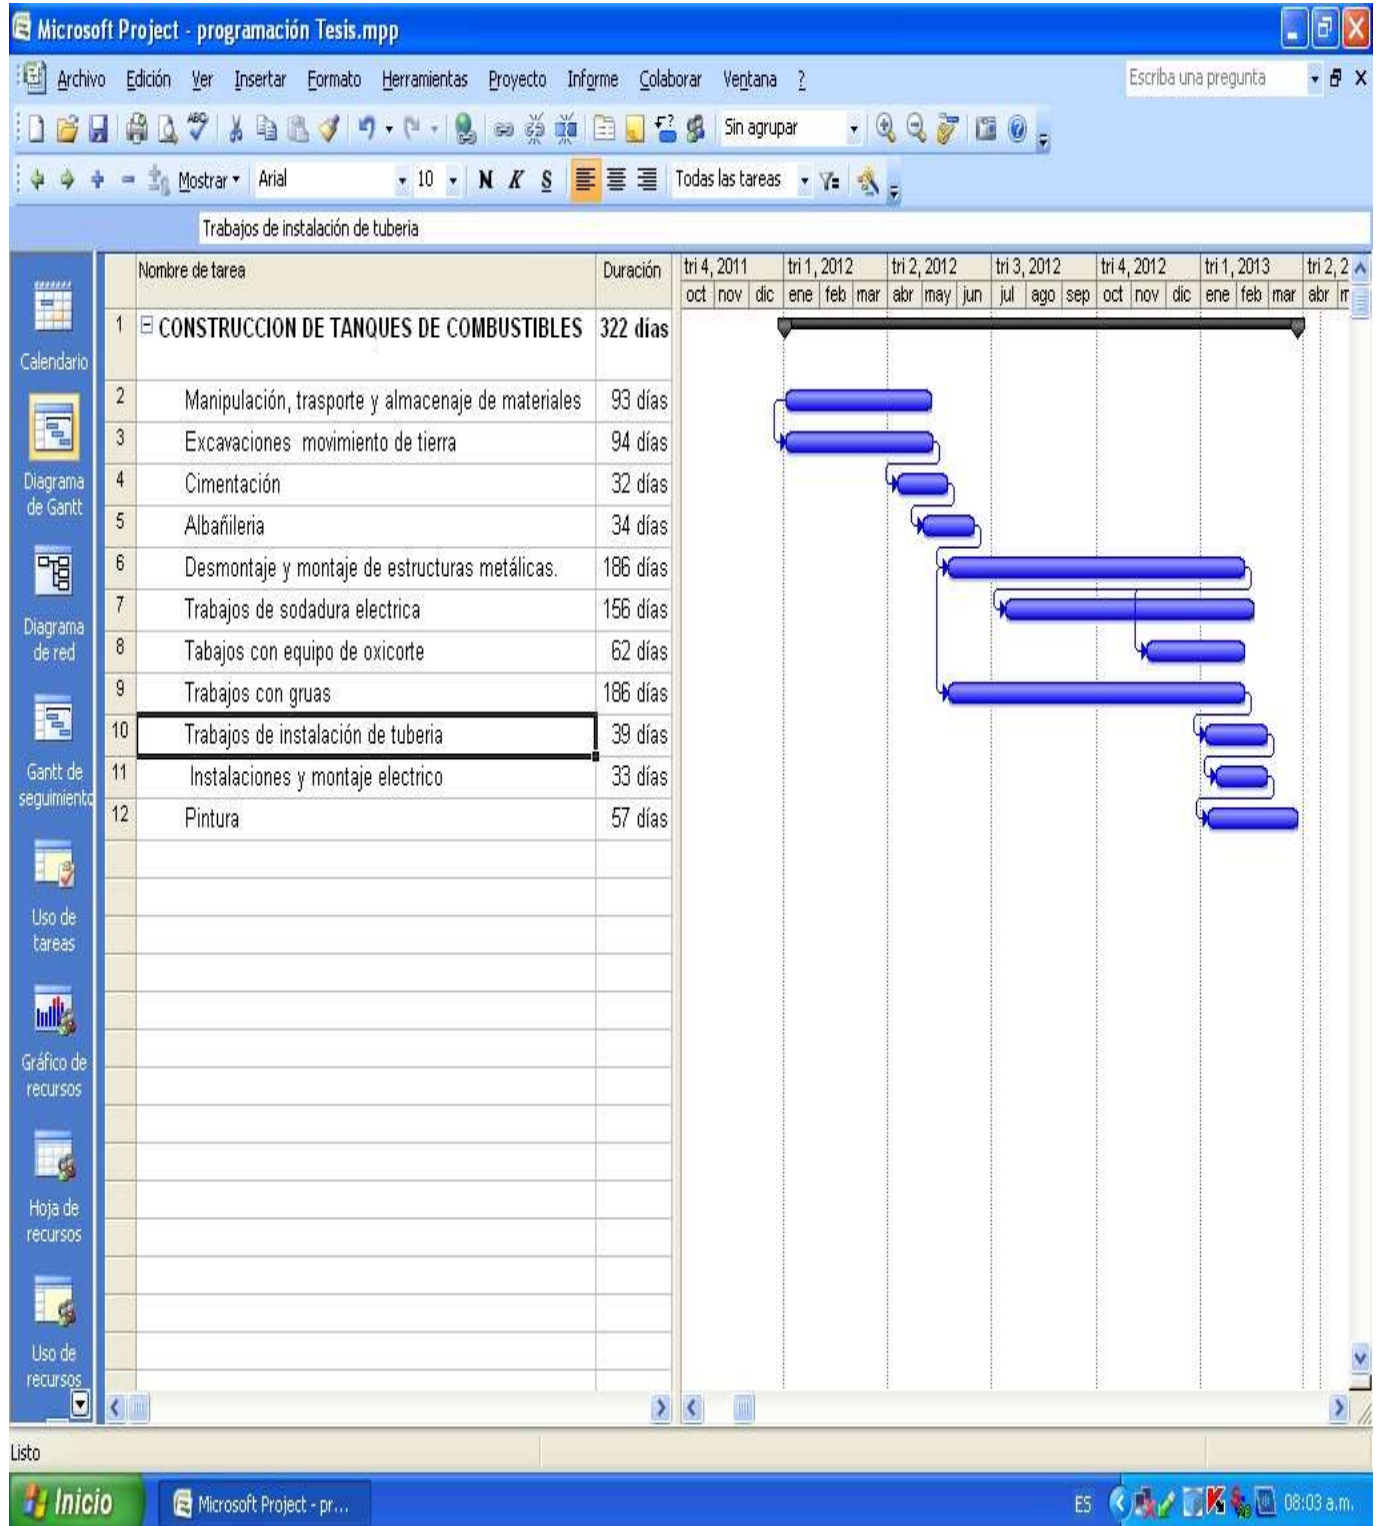 Microsoft Project - programación Tesis.mpp
Archivo Edición Ver Insertar Formato Herramientas Proyecto Informe Colaborar Ventana ? Escriba una pregunta
Sin agrupar
Mostrar Arial 10 N K S Todas las tareas
Trabajos de instalación de tuberia
Nombre de tarea Duración tri 4, 2011 tri 1, 2012 tri 2, 2012 tri 3, 2012 tri 4, 2012 tri 1, 2013 tri 2, 2
oct nov dic ene feb mar abr may jun jul ago sep oct nov dic ene feb mar abr m
1 CONSTRUCCION DE TANQUES DE COMBUSTIBLES 322 días
2 Manipulación, trasporte y almacenaje de materiales 93 días
3 Excavaciones movimiento de tierra 94 días
4 Cimentación 32 días
5 Albañileria 34 días
6 Desmontaje y montaje de estructuras metálicas. 186 días
7 Trabajos de sodadura electrica 156 días
8 Tabajos con equipo de oxicorte 62 días
9 Trabajos con gruas 186 días
10 Trabajos de instalación de tuberia 39 días
11 Instalaciones y montaje electrico 33 días
12 Pintura 57 días
Calendario
Diagrama
de Gantt
Diagrama
de red
Gantt de
seguimiento
Uso de
tareas
Gráfico de
recursos
Hoja de
recursos
Uso de
recursos
Listo
Inicio Microsoft Project - pr... ES 08:03 a.m.